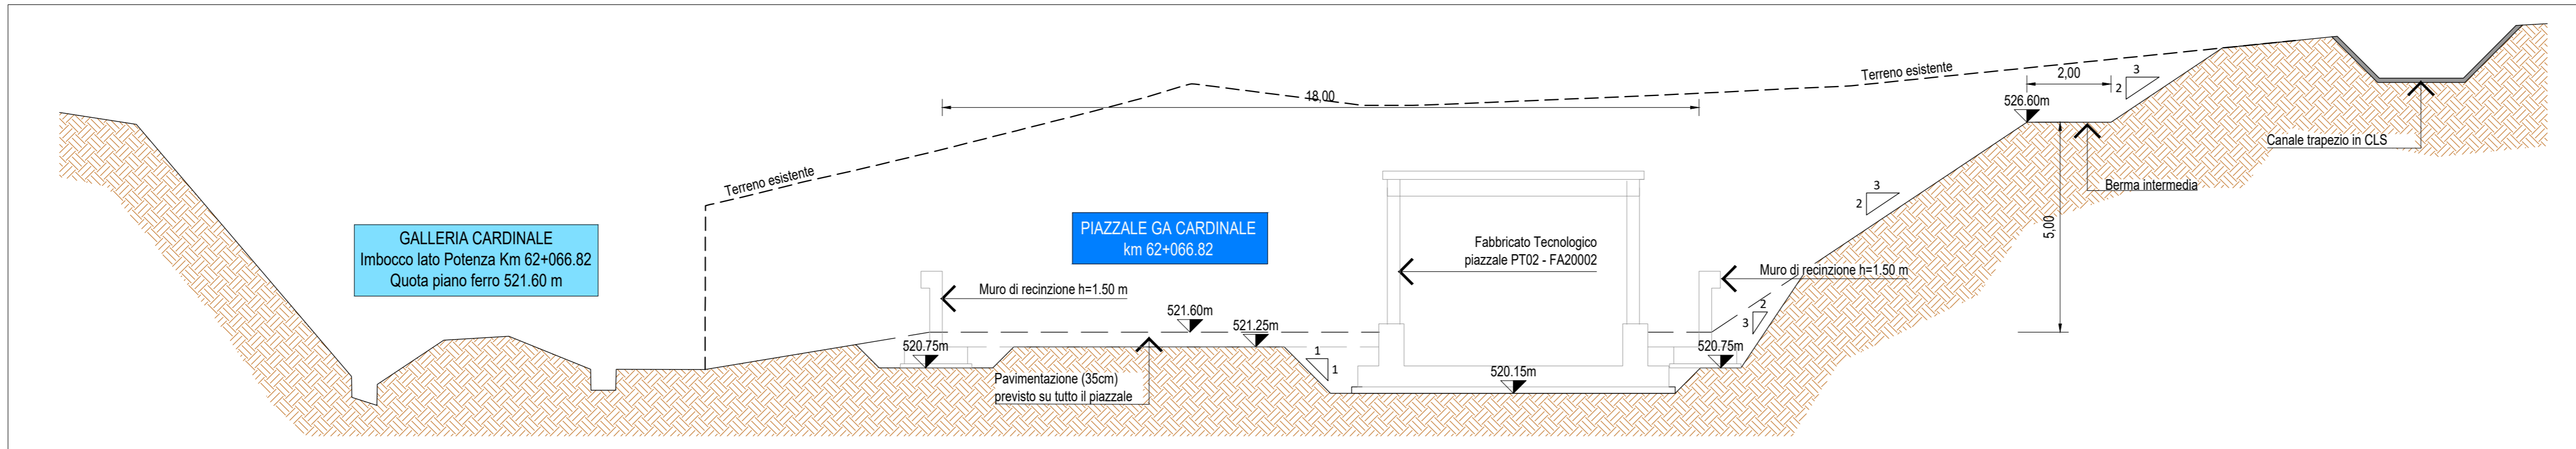 Terreno esistente
2,00
3
2
526.60m
18,00
Canale trapezio in CLS
Terreno esistente
Berma intermedia
3
2
5,00
GALLERIA CARDINALE
Imbocco lato Potenza Km 62+066.82
Quota piano ferro 521.60 m
PIAZZALE GA CARDINALE
km 62+066.82
Fabbricato Tecnologico
piazzale PT02 - FA20002
Muro di recinzione h=1.50 m
Muro di recinzione h=1.50 m
521.60m
521.25m
2
3
520.75m
520.75m
1
1
520.15m
Pavimentazione (35cm)
previsto su tutto il piazzale